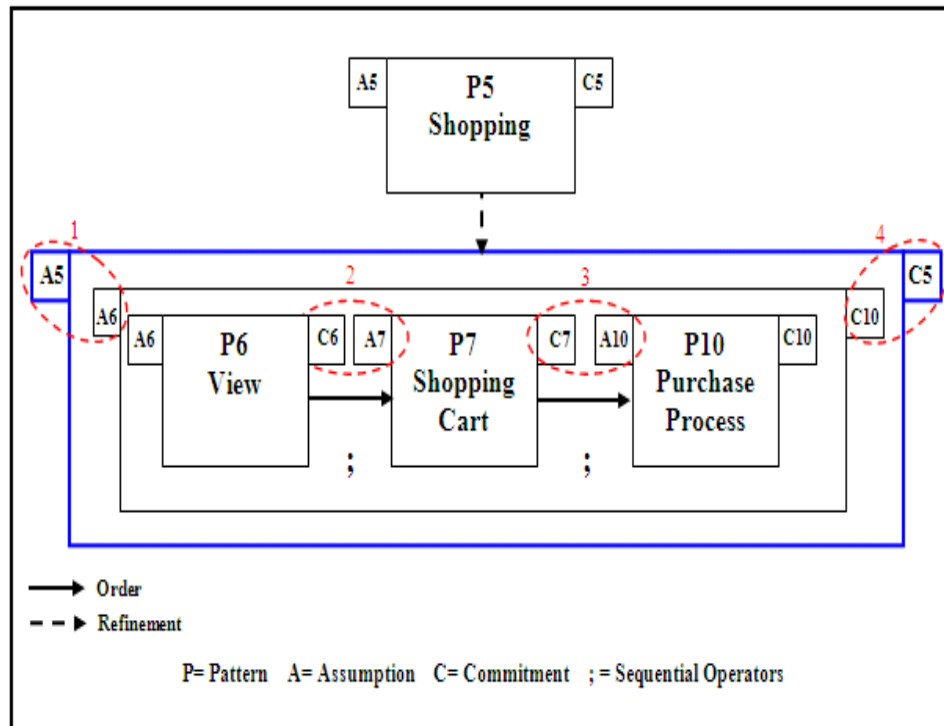 A5
P5
Shopping
C5
1
4
A5
C5
2
3
A6
C10
A6
P6
View
C6
A7
P7
Shopping
Cart
C7
A10
P10
Purchase
Process
C10
;
;
Order
Refinement
P= Pattern A= Assumption C= Commitment ; = Sequential Operators